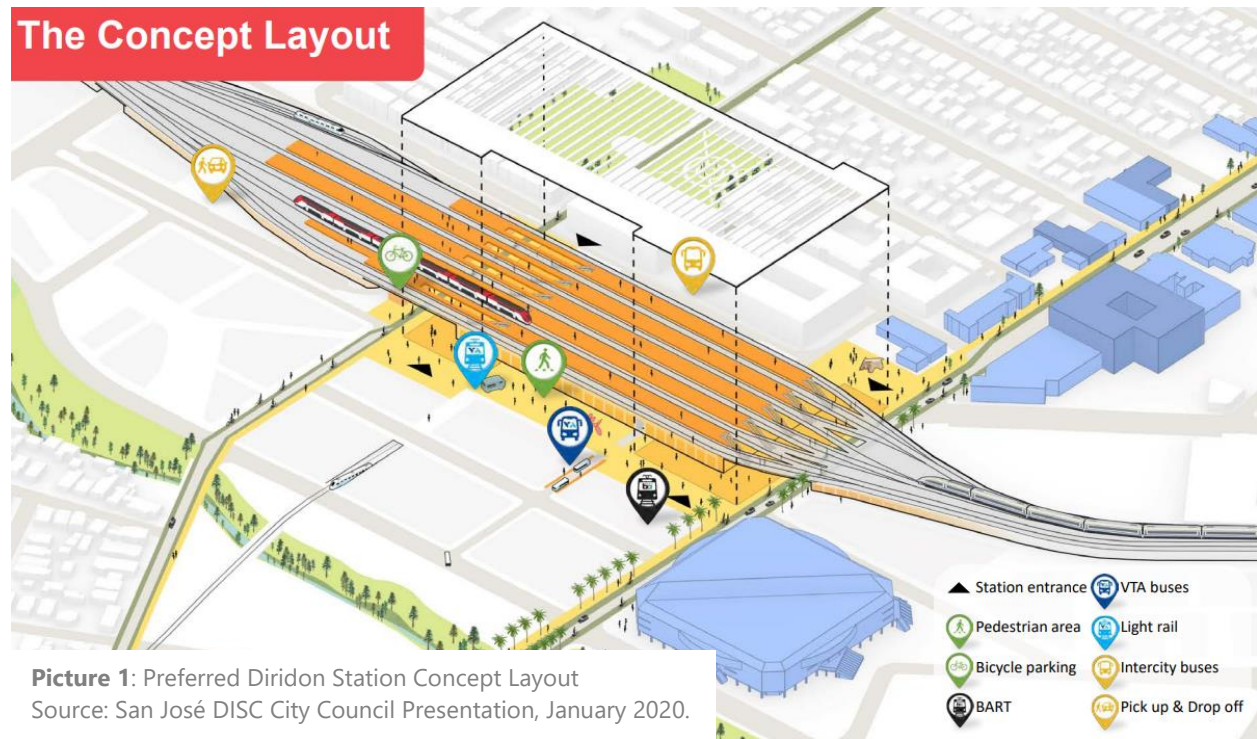 The Concept Layout
Station entrance
VTA buses
Pedestrian area
Light rail
Bicycle parking
Intercity buses
BART
Pick up & Drop off
Picture 1: Preferred Diridon Station Concept Layout
Source: San José DISC City Council Presentation, January 2020.